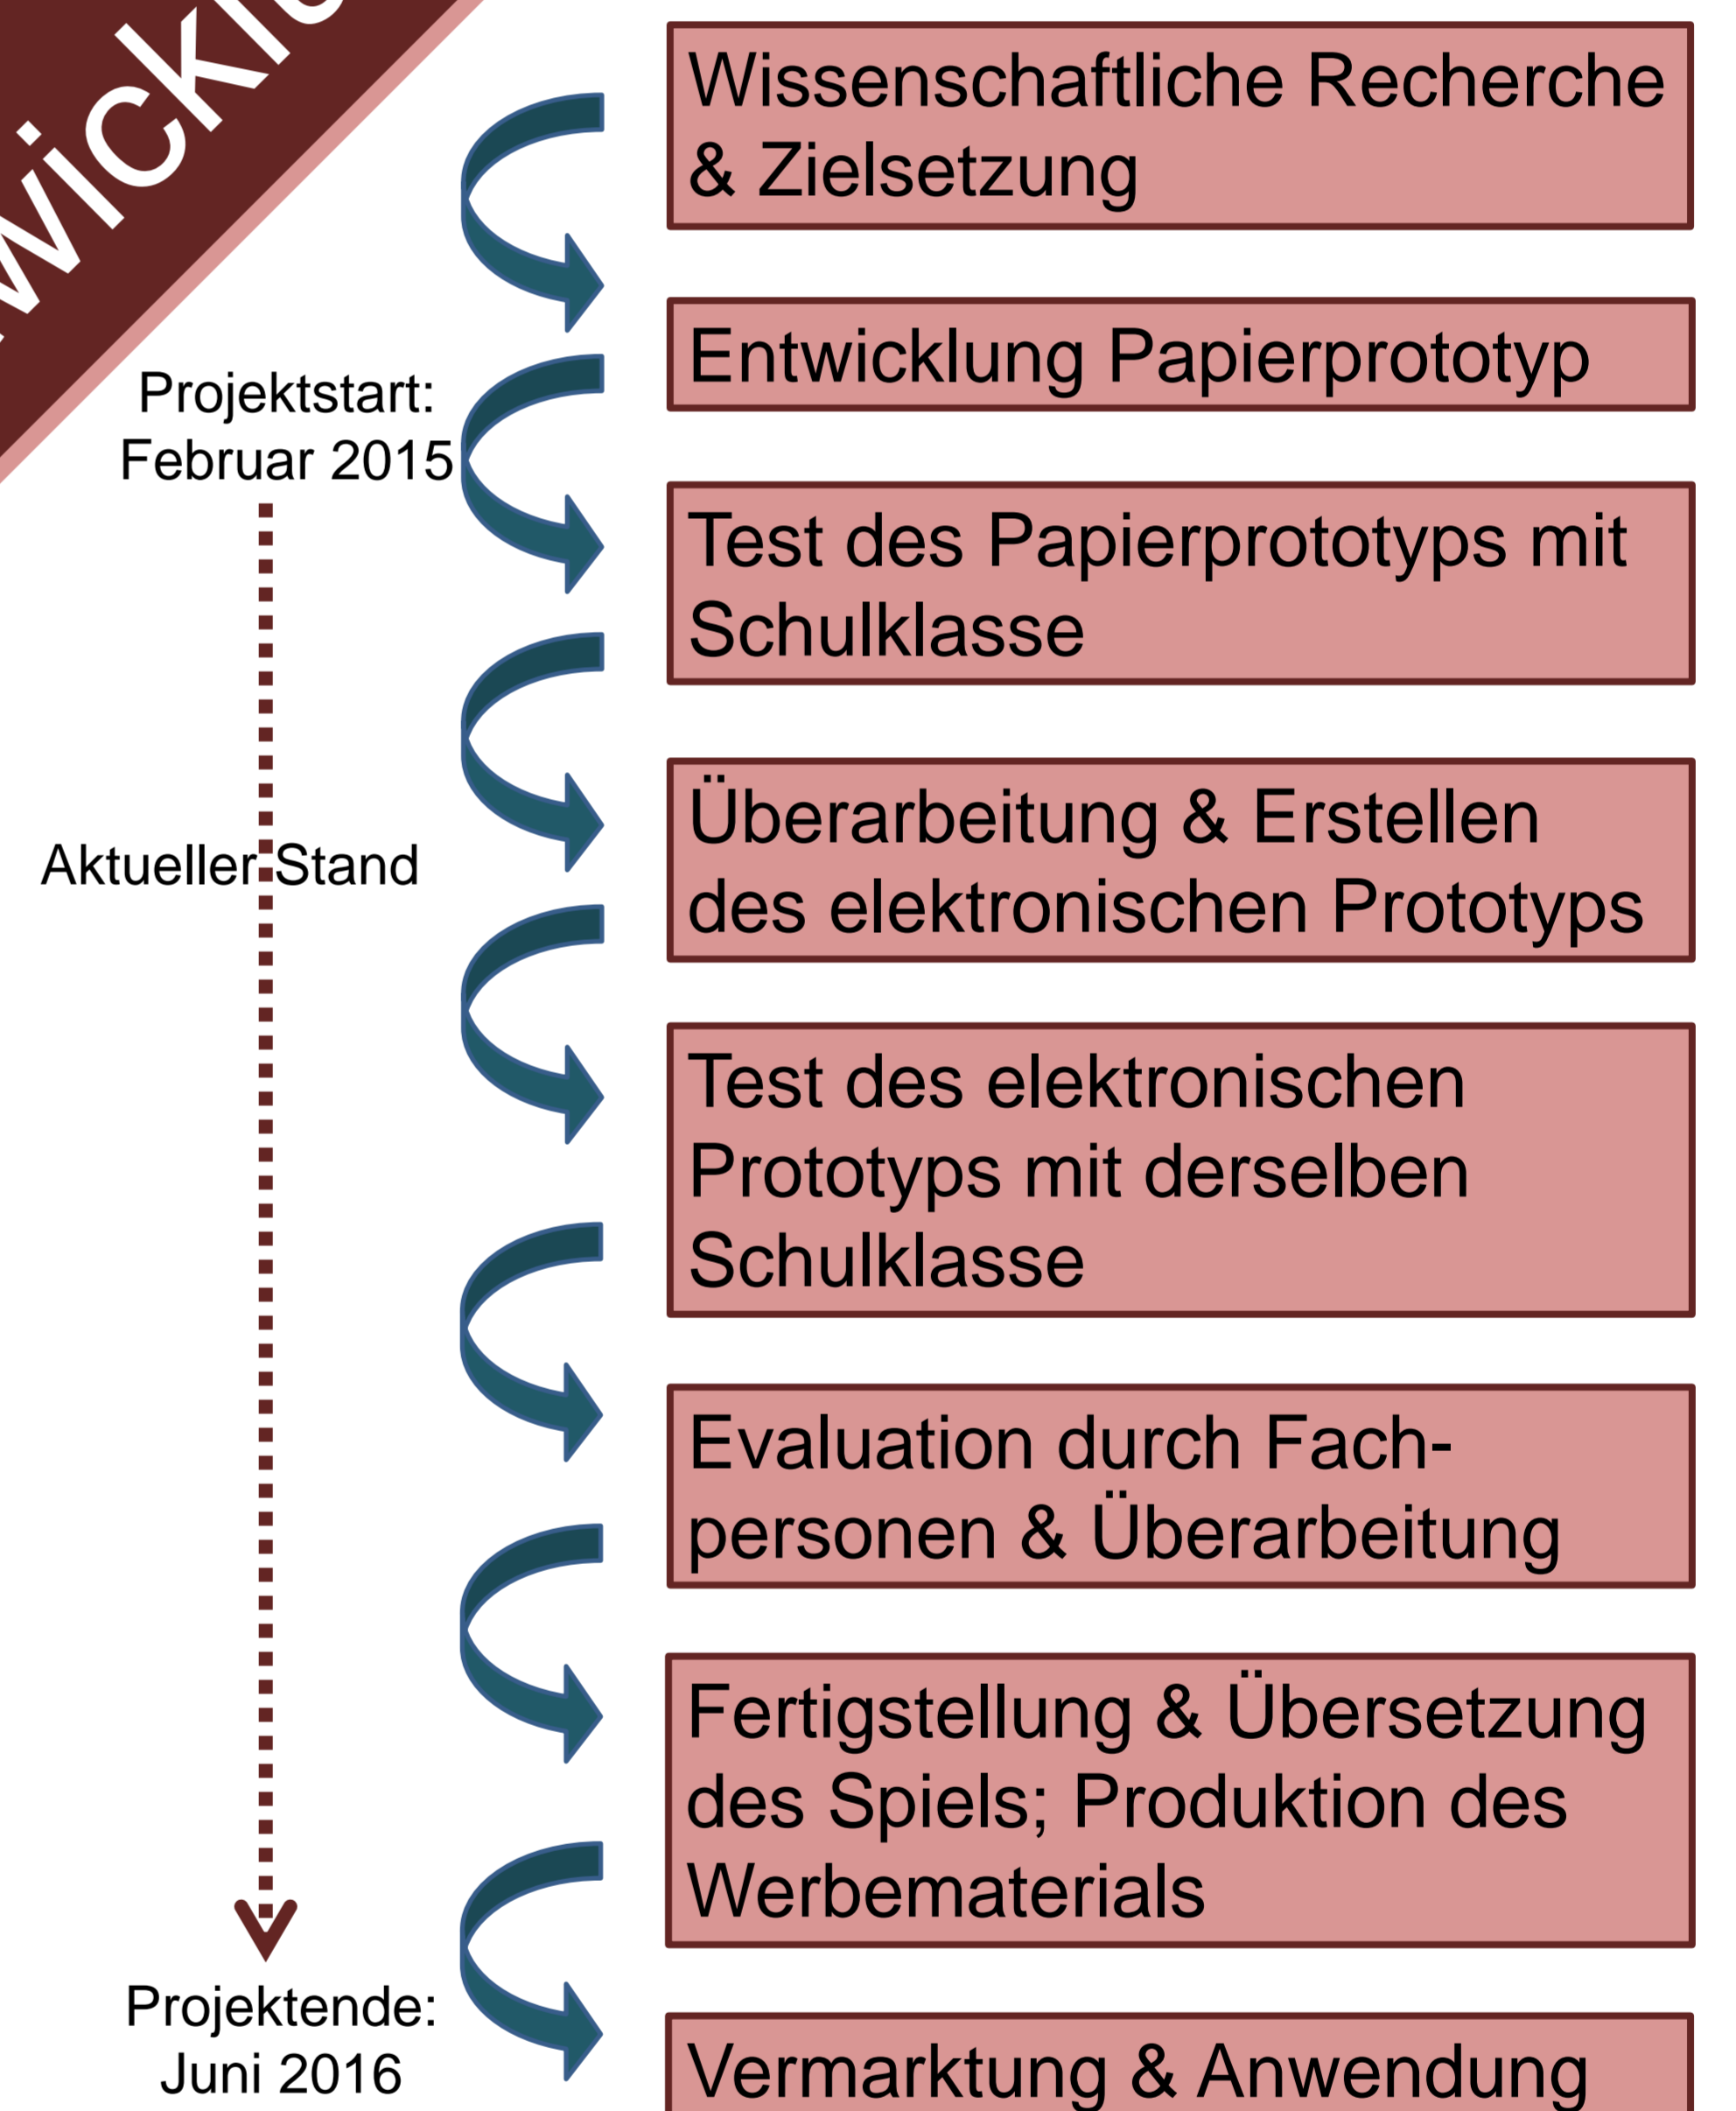 Wissenschaftliche Recherche
& Zielsetzung
Entwicklung Papierprototyp
Projektstart:
Februar 2015
Test des Papierprototyps mit
Schulklasse
Überarbeitung & Erstellen
des elektronischen Prototyps
Aktueller Stand
Test des elektronischen
Prototyps mit derselben
Schulklasse
Evaluation durch Fach-
personen & Überarbeitung
Fertigstellung & Übersetzung
des Spiels; Produktion des
Werbematerials
Projektende:
Juni 2016
Vermarktung & Anwendung